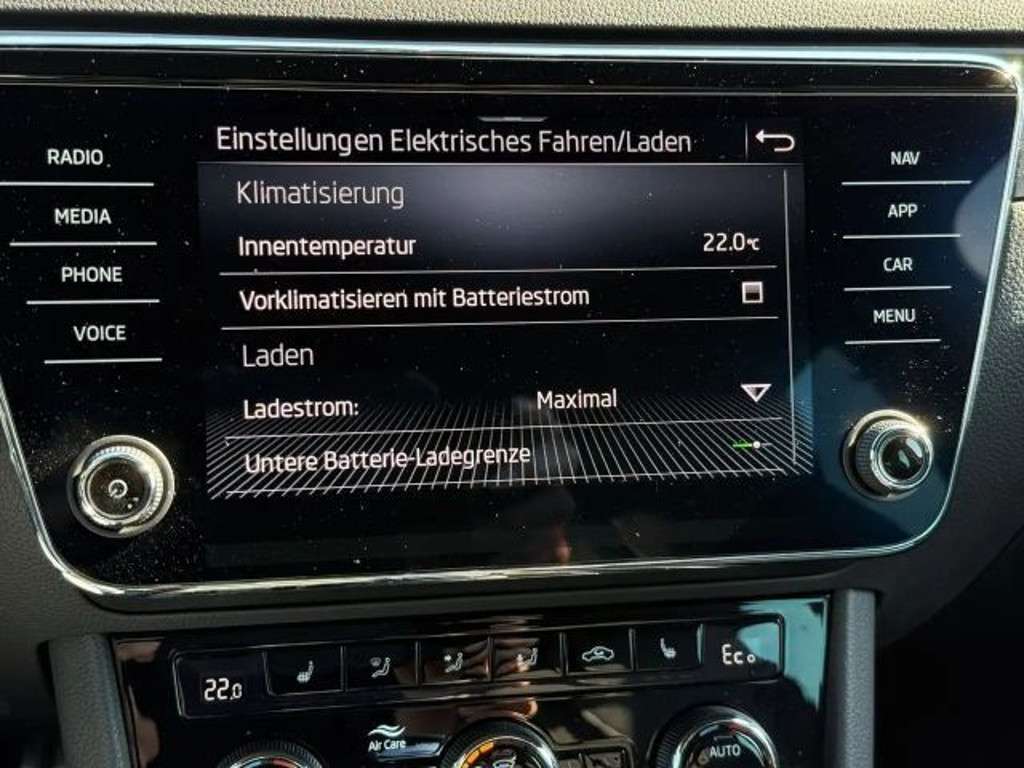 Einstellungen Elektrisches Fahren/Laden
RADIO
MEDIA
PHONE
VOICE
Klimatisierung
Innentemperatur 22.0°C
Vorklimatisieren mit Batteriestrom
Laden
Ladestrom: Maximal
Untere Batterie-Ladegrenze
NAV
APP
CAR
MENU
22.0
Eco
Air Care
AUTO